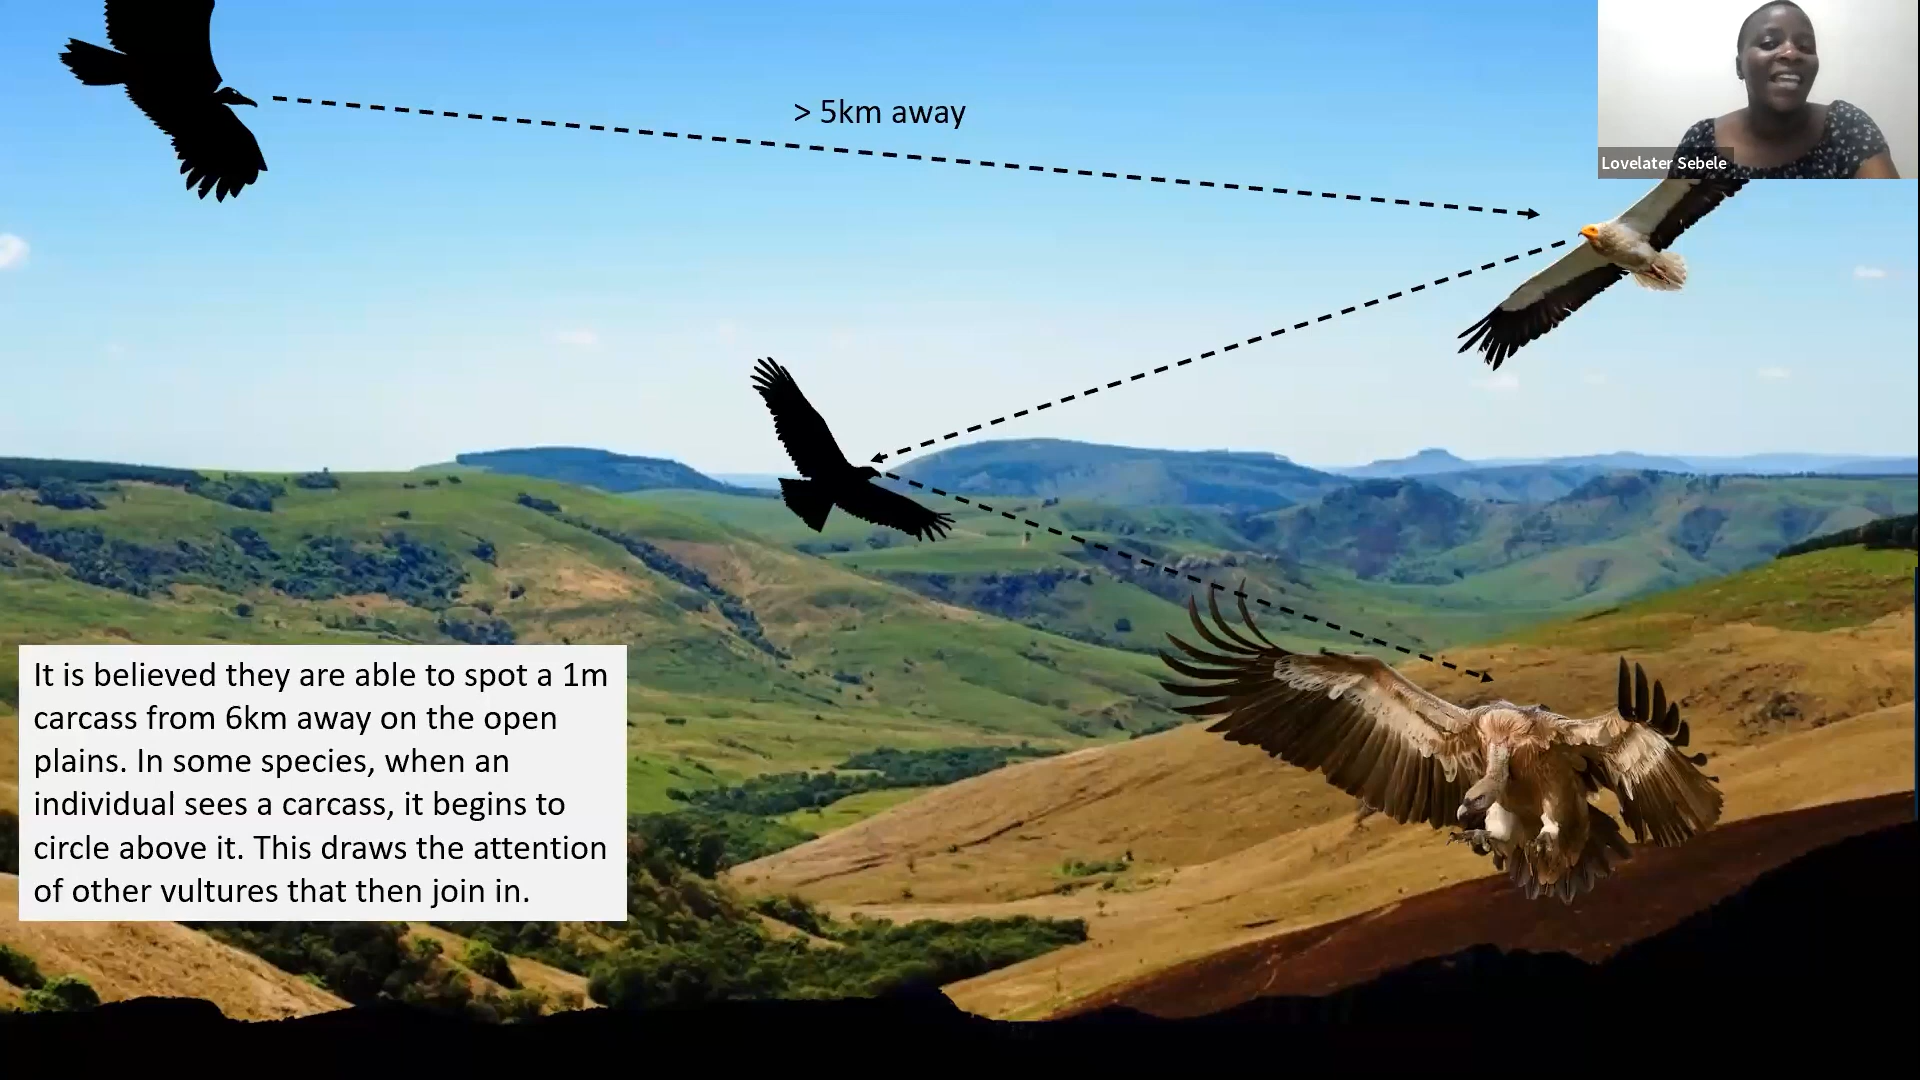 > 5km away
Lovelater Sebele
It is believed they are able to spot a 1m
carcass from 6km away on the open
plains. In some species, when an
individual sees a carcass, it begins to
circle above it. This draws the attention
of other vultures that then join in.